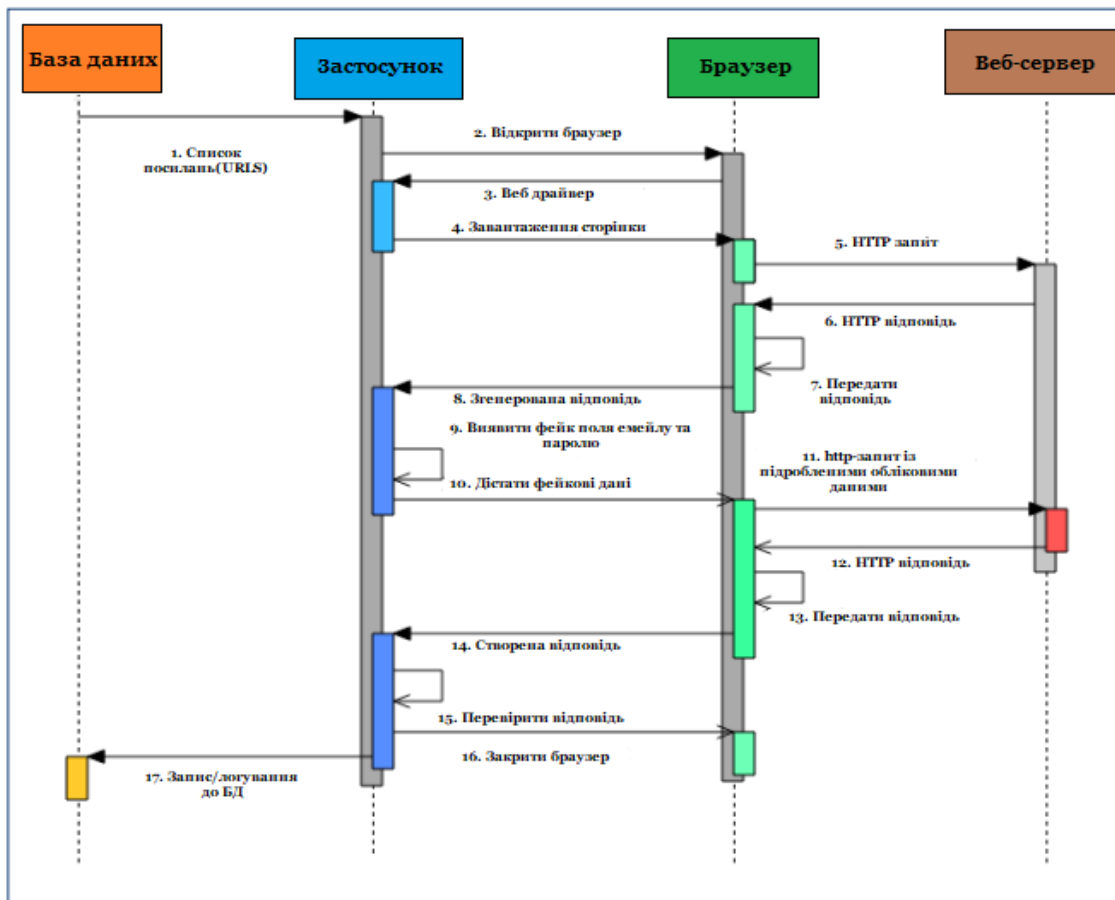 База даних
Застосунок
Браузер
Веб-сервер
1. Список
посилань(URLS)
2. Відкрити браузер
3. Веб драйвер
4. Завантаження сторінки
5. HTTP запит
6. HTTP відповідь
7. Передати
відповідь
8. Згенерована відповідь
9. Виявити фейк поля емейлу та
паролю
10. Дістати фейкові дані
11. http-запит із
підробленими обліковими
даними
12. HTTP відповідь
13. Передати відповідь
14. Створена відповідь
15. Перевірити відповідь
16. Закрити браузер
17. Запис/логування
до БД